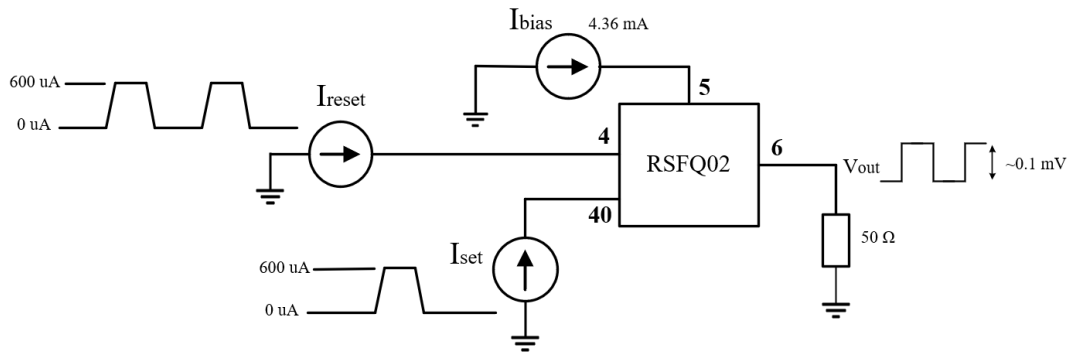 Ibias 4.36 mA
5
600 uA
0 uA
Ireset
4
RSFQ02
6
Vout
~0.1 mV
40
Iset
600 uA
0 uA
50 Ω